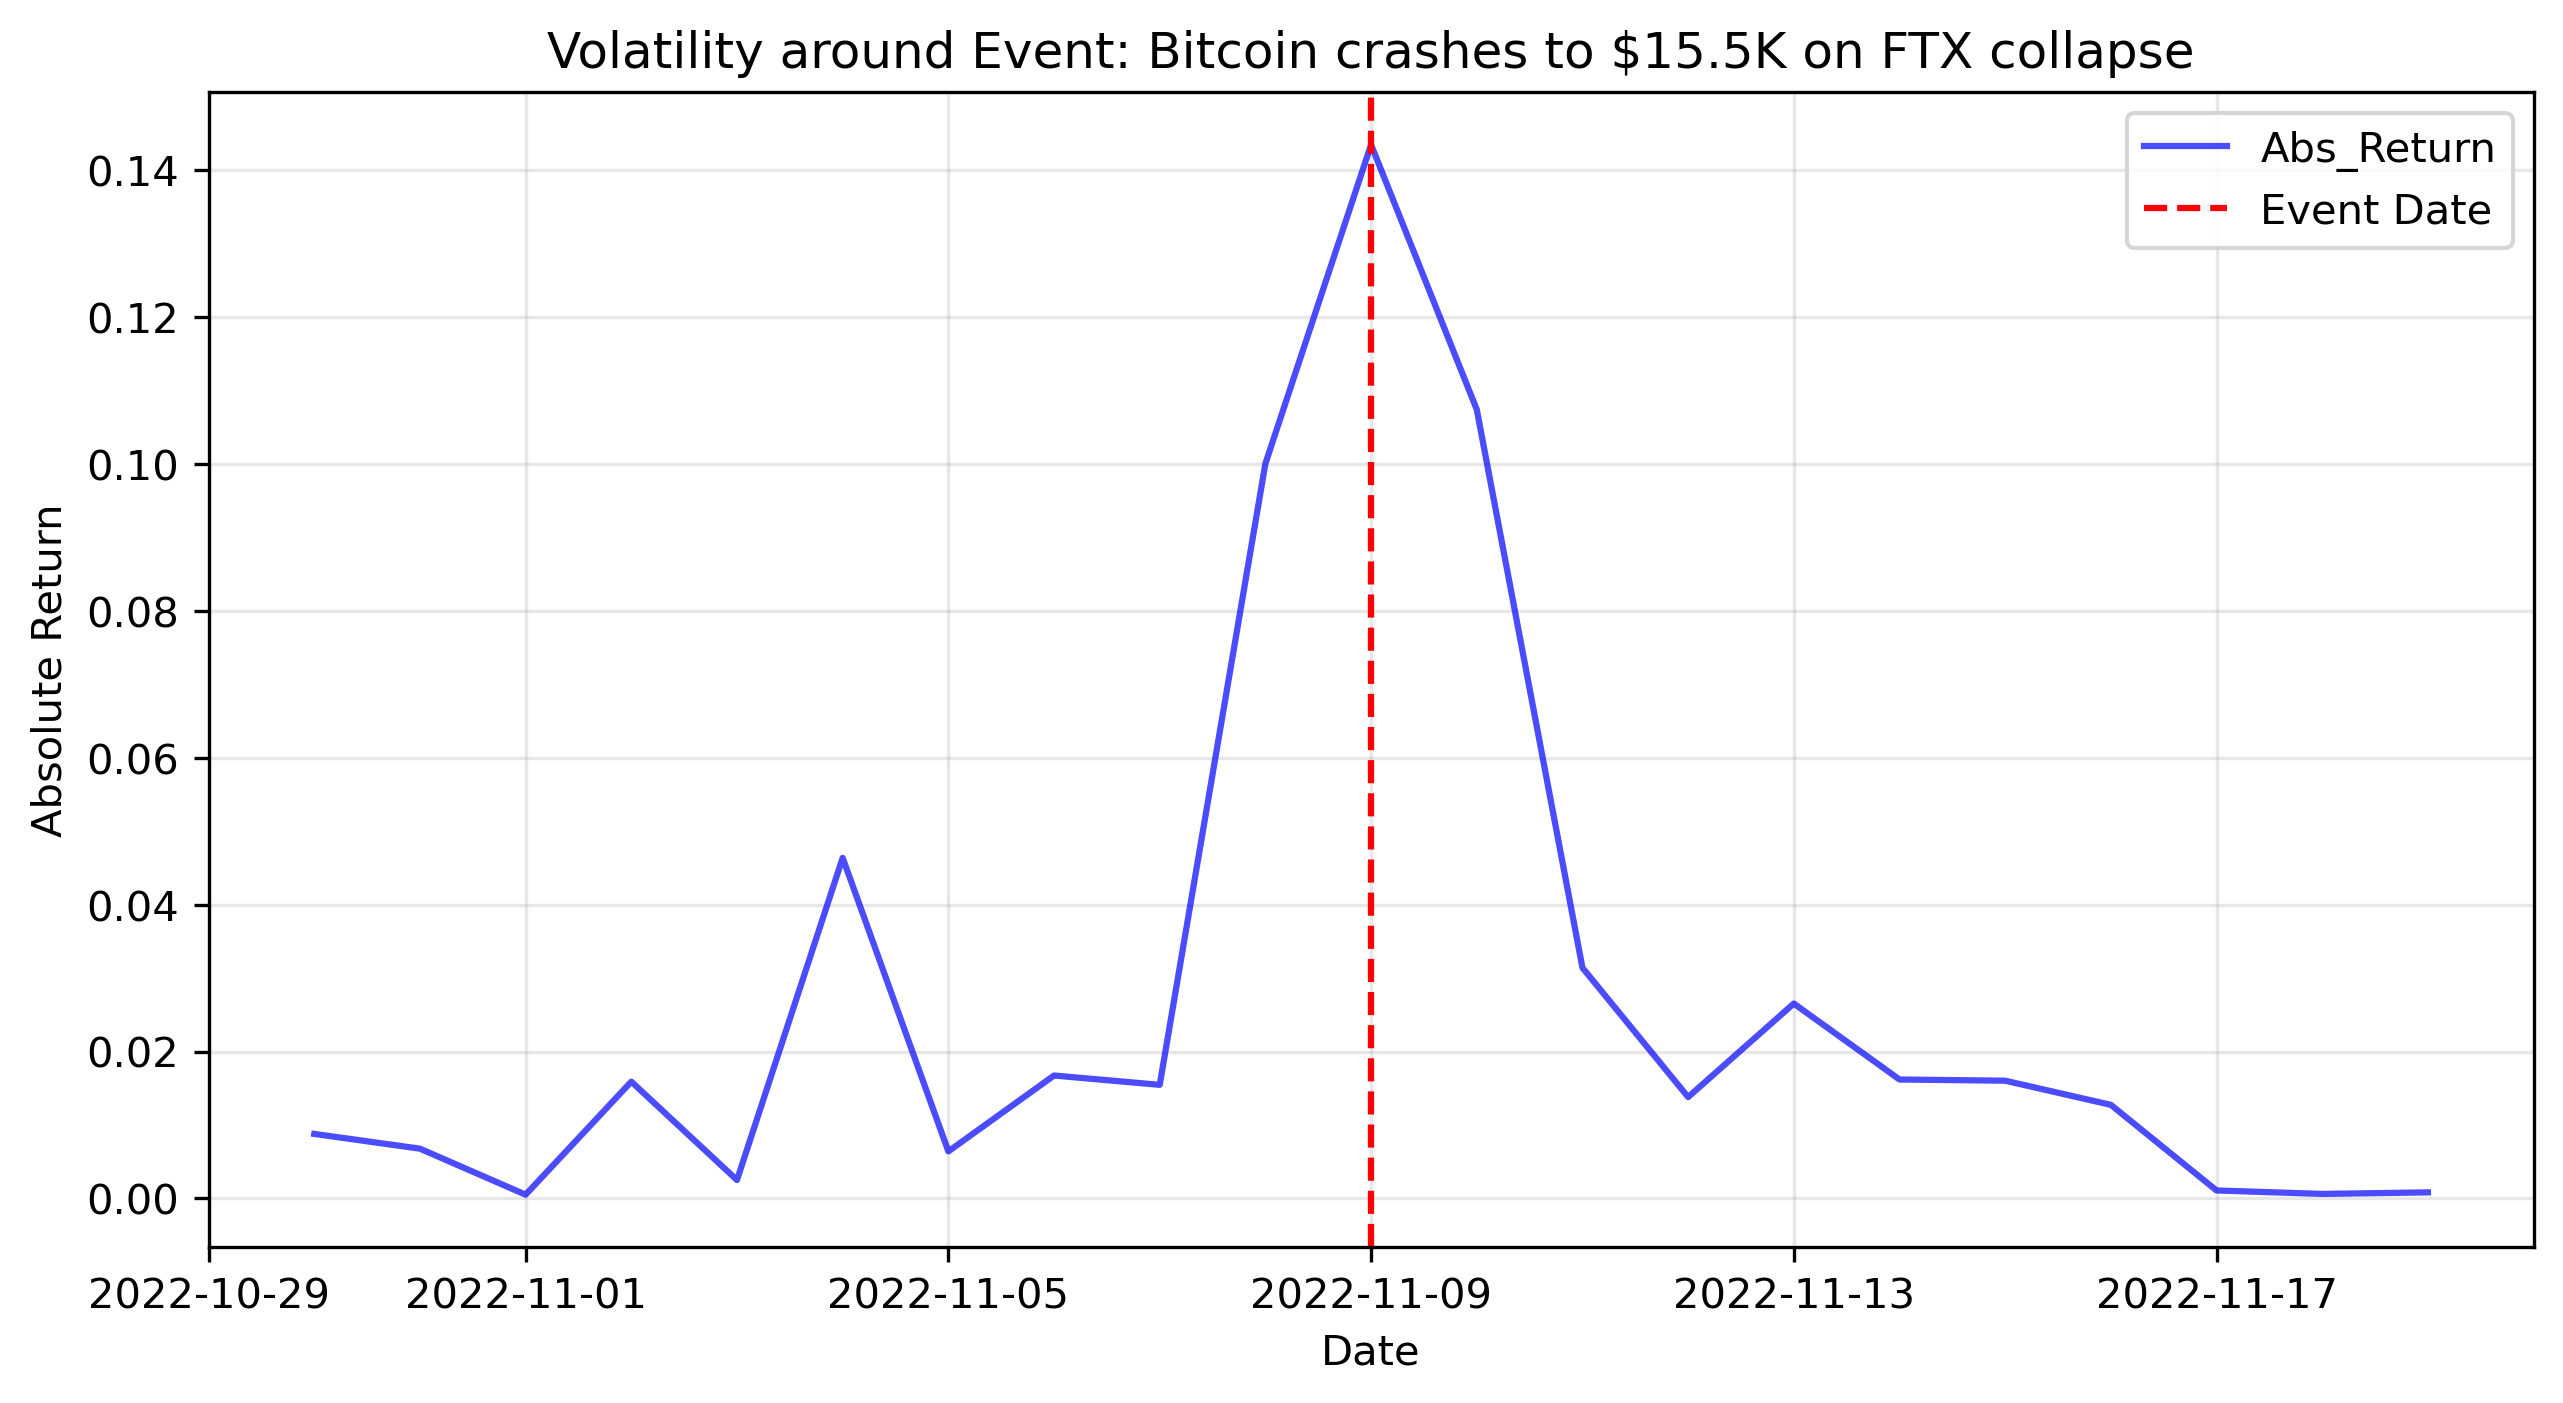 Volatility around Event: Bitcoin crashes to $15.5K on FTX collapse
Abs_Return
Event Date
Absolute Return
0.14
0.12
0.10
0.08
0.06
0.04
0.02
0.00
2022-10-29 2022-11-01 2022-11-05 2022-11-09 2022-11-13 2022-11-17
Date